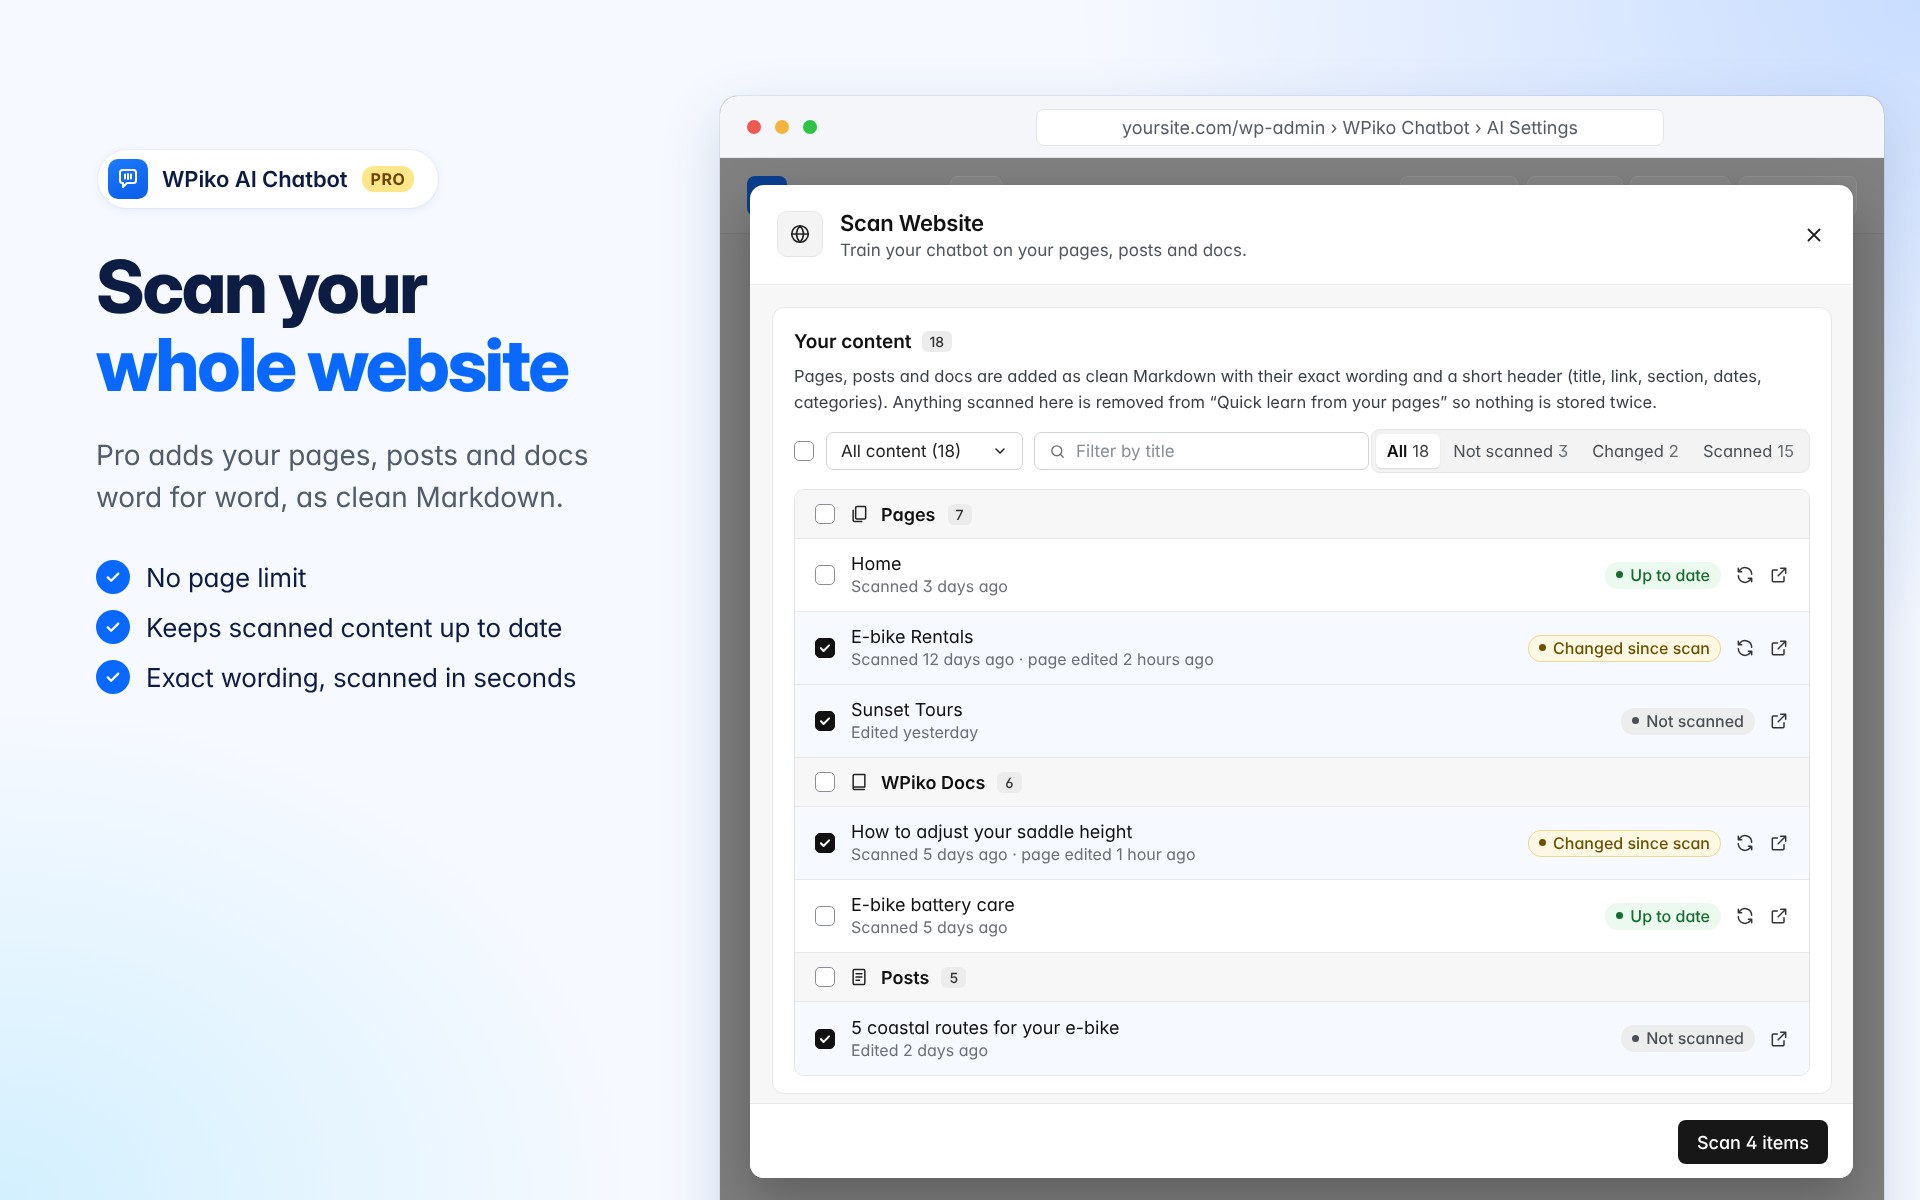 WPiko AI Chatbot PRO
Scan your
whole website
Pro adds your pages, posts and docs
word for word, as clean Markdown.
No page limit
Keeps scanned content up to date
Exact wording, scanned in seconds
yoursite.com/wp-admin › WPiko Chatbot › AI Settings
Scan Website
Train your chatbot on your pages, posts and docs.
Your content 18
Pages, posts and docs are added as clean Markdown with their exact wording and a short header (title, link, section, dates,
categories). Anything scanned here is removed from “Quick learn from your pages” so nothing is stored twice.
All content (18) Filter by title All 18 Not scanned 3 Changed 2 Scanned 15
Pages 7
Home
Scanned 3 days ago
Up to date
E-bike Rentals
Scanned 12 days ago · page edited 2 hours ago
Changed since scan
Sunset Tours
Edited yesterday
Not scanned
WPiko Docs 6
How to adjust your saddle height
Scanned 5 days ago · page edited 1 hour ago
Changed since scan
E-bike battery care
Scanned 5 days ago
Up to date
Posts 5
5 coastal routes for your e-bike
Edited 2 days ago
Not scanned
Scan 4 items